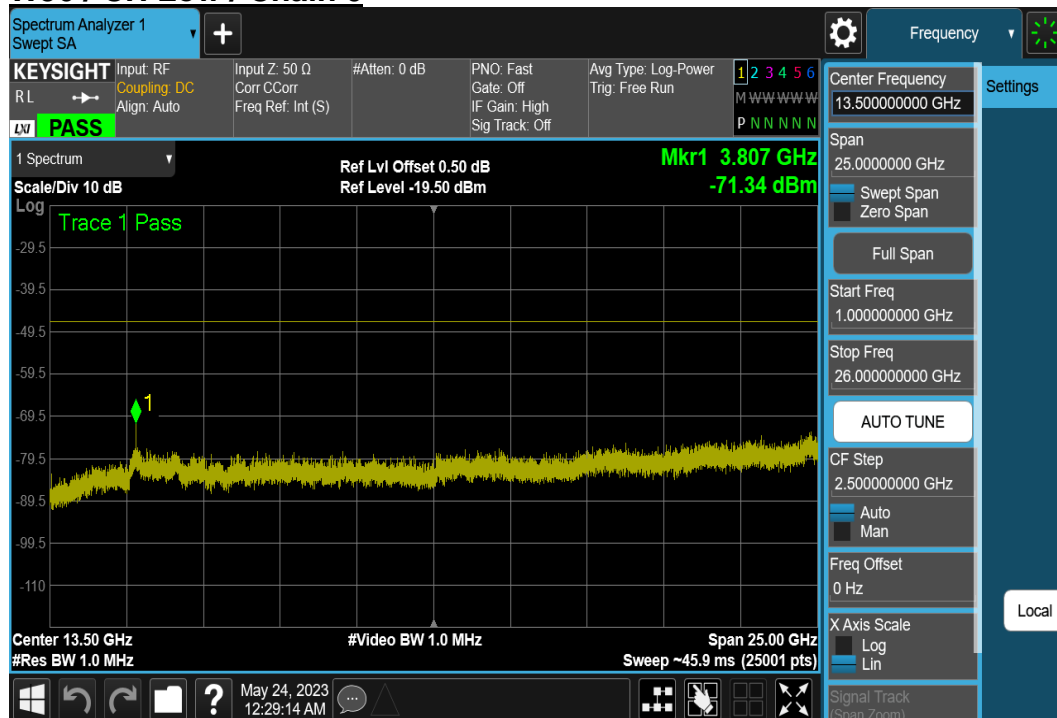 Spectrum Analyzer 1
Swept SA
Frequency
KEYSIGHT
RL
LXI PASS
Input: RF
Coupling: DC
Align: Auto
Input Z: 50 Ω
Corr CCorr
Freq Ref: Int (S)
#Atten: 0 dB
PNO: Fast
Gate: Off
IF Gain: High
Sig Track: Off
Avg Type: Log-Power
Trig: Free Run
1 2 3 4 5 6
M W W W W W
P N N N N N
1 Spectrum
Scale/Div 10 dB
Ref Lvl Offset 0.50 dB
Ref Level -19.50 dBm
Mkr1 3.807 GHz
-71.34 dBm
Log
Trace 1 Pass
-29.5
-39.5
-49.5
-59.5
-69.5
-79.5
-89.5
-99.5
-110
1
Center 13.50 GHz
#Res BW 1.0 MHz
#Video BW 1.0 MHz
Span 25.00 GHz
Sweep ~45.9 ms (25001 pts)
Center Frequency
13.500000000 GHz
Span
25.0000000 GHz
Swept Span
Zero Span
Full Span
Start Freq
1.000000000 GHz
Stop Freq
26.000000000 GHz
AUTO TUNE
CF Step
2.500000000 GHz
Auto
Man
Freq Offset
0 Hz
X Axis Scale
Log
Lin
Signal Track
(Span Zoom)
Settings
Local
?
May 24, 2023
12:29:14 AM